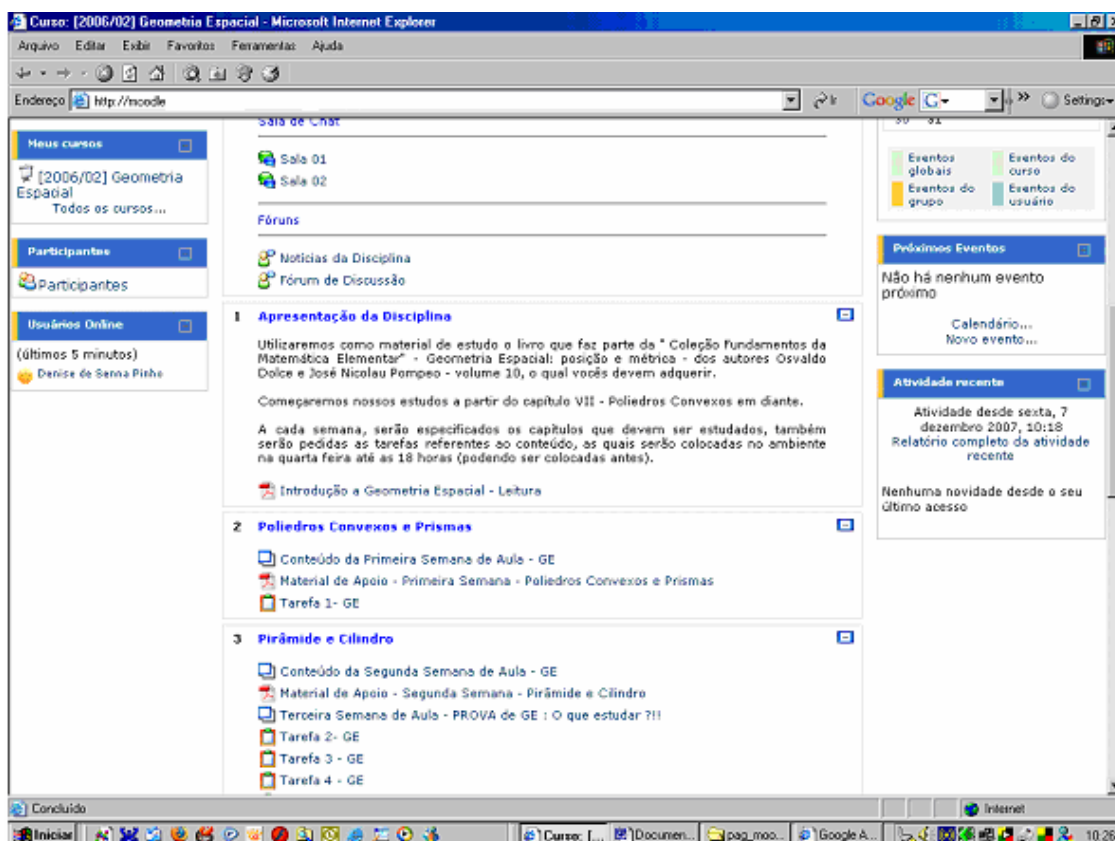 Curso: [2006/02] Geometria Espacial - Microsoft Internet Explorer
Arquivo Editar Exibir Favoritos Ferramentas Ajuda
Endereço http://moodle
Ir
Google G
Settings
Meus cursos
[2006/02] Geometria
Espacial
Todos os cursos...
Participantes
Participantes
Usuários Online
(últimos 5 minutos)
Denise de Senna Pinho
Sala de Chat
Sala 01
Sala 02
Fóruns
Notícias da Disciplina
Fórum de Discussão
1 Apresentação da Disciplina
Utilizaremos como material de estudo o livro que faz parte da " Coleção Fundamentos da
Matemática Elementar" - Geometria Espacial: posição e métrica - dos autores Osvaldo
Dolce e José Nicolau Pompeo - volume 10, o qual vocês devem adquerir.
Começaremos nossos estudos a partir do capítulo VII - Poliedros Convexos em diante.
A cada semana, serão especificados os capítulos que devem ser estudados, também
serão pedidas as tarefas referentes ao conteúdo, as quais serão colocadas no ambiente
na quarta feira até as 18 horas (podendo ser colocadas antes).
Introdução a Geometria Espacial - Leitura
2 Poliedros Convexos e Prismas
Conteúdo da Primeira Semana de Aula - GE
Material de Apoio - Primeira Semana - Poliedros Convexos e Prismas
Tarefa 1- GE
3 Pirâmide e Cilindro
Conteúdo da Segunda Semana de Aula - GE
Material de Apoio - Segunda Semana - Pirâmide e Cilindro
Terceira Semana de Aula - PROVA de GE : O que estudar ?!!
Tarefa 2- GE
Tarefa 3 - GE
Tarefa 4 - GE
30 31
Eventos globais
Eventos do curso
Eventos do grupo
Eventos do usuário
Próximos Eventos
Não há nenhum evento
próximo
Calendário...
Novo evento...
Atividade recente
Atividade desde sexta, 7
dezembro 2007, 10:18
Relatório completo da atividade
recente
Nenhuma novidade desde o seu
último acesso
Concluído
Internet
Iniciar
Curso: [...
Documen...
pag_moo...
Google A...
10:26